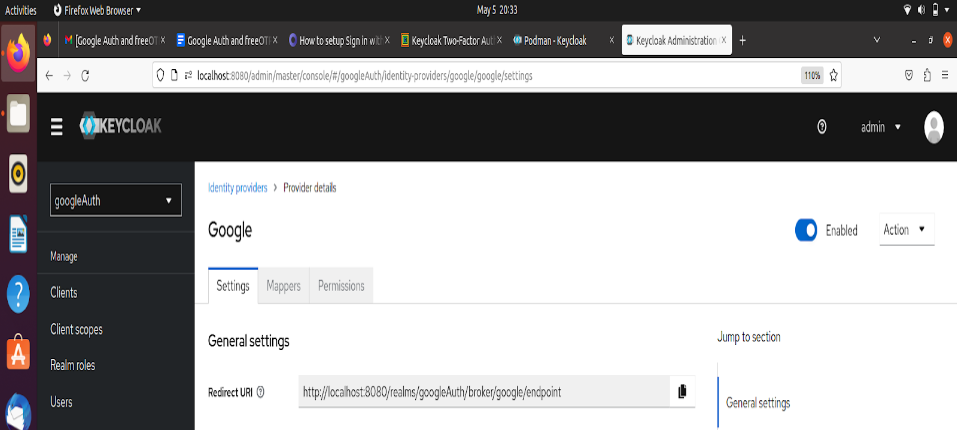 Activities Firefox Web Browser May 5 20:33
[Google Auth and freeOT Google Auth and freeOTF How to setup Sign in wit Keycloak Two-Factor Aut Podman - Keycloak Keycloak Administration
localhost:8080/admin/master/console/#/googleAuth/identity-providers/google/google/settings 110%
KEYCLOAK admin
googleAuth
Manage
Clients
Client scopes
Realm roles
Users
Identity providers > Provider details
Google Enabled Action
Settings Mappers Permissions
General settings
Redirect URI http://localhost:8080/realms/googleAuth/broker/google/endpoint
Jump to section
General settings